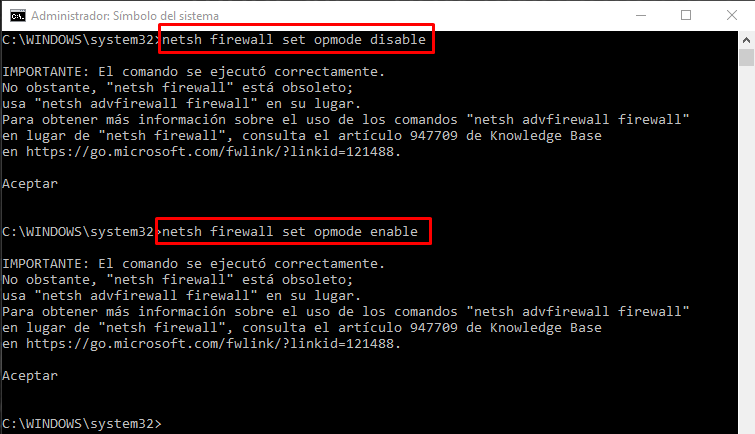 Administrador: Símbolo del sistema
C:\WINDOWS\system32>netsh firewall set opmode disable
IMPORTANTE: El comando se ejecutó correctamente.
No obstante, "netsh firewall" está obsoleto;
usa "netsh advfirewall firewall" en su lugar.
Para obtener más información sobre el uso de los comandos "netsh advfirewall firewall"
en lugar de "netsh firewall", consulta el artículo 947709 de Knowledge Base
en https://go.microsoft.com/fwlink/?linkid=121488.
Aceptar
C:\WINDOWS\system32>netsh firewall set opmode enable
IMPORTANTE: El comando se ejecutó correctamente.
No obstante, "netsh firewall" está obsoleto;
usa "netsh advfirewall firewall" en su lugar.
Para obtener más información sobre el uso de los comandos "netsh advfirewall firewall"
en lugar de "netsh firewall", consulta el artículo 947709 de Knowledge Base
en https://go.microsoft.com/fwlink/?linkid=121488.
Aceptar
C:\WINDOWS\system32>